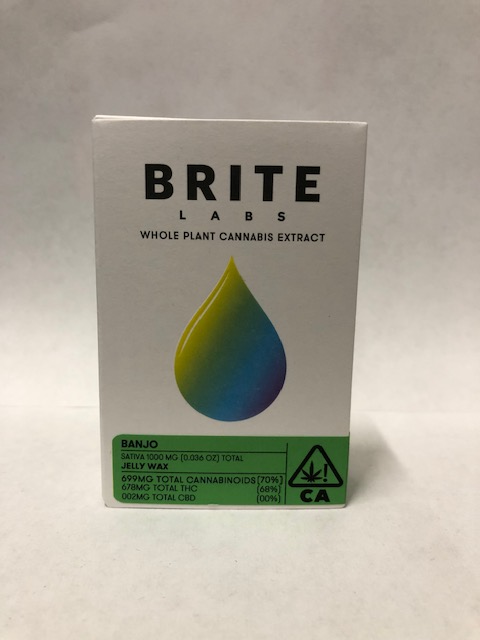 BRITE
LABS
WHOLE PLANT CANNABIS EXTRACT
BANJO
SATIVA 1000 MG (0.036 OZ) TOTAL
JELLY WAX
699MG TOTAL CANNABINOIDS (70%)
678MG TOTAL THC (68%)
002MG TOTAL CBD (00%)
!
CA